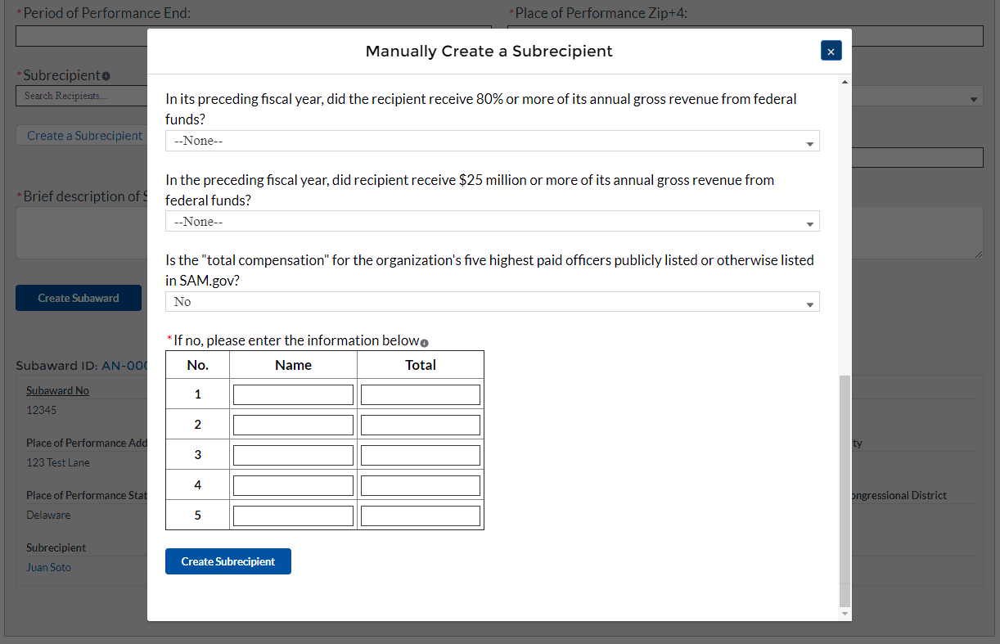 *Period of Performance End:
*Place of Performance Zip+4:
*Subrecipient
Search Recipients...
Create a Subrecipient
*Brief description of
Create Subaward
Subaward ID: AN-000
Subaward No
12345
Place of Performance Add
123 Test Lane
Place of Performance Stat
Delaware
Subrecipient
Juan Soto
ty
ongressional District
Manually Create a Subrecipient
x
In its preceding fiscal year, did the recipient receive 80% or more of its annual gross revenue from federal
funds?
--None--
In the preceding fiscal year, did recipient receive $25 million or more of its annual gross revenue from
federal funds?
--None--
Is the "total compensation" for the organization's five highest paid officers publicly listed or otherwise listed
in SAM.gov?
No
*If no, please enter the information below
No. Name Total
1
2
3
4
5
Create Subrecipient